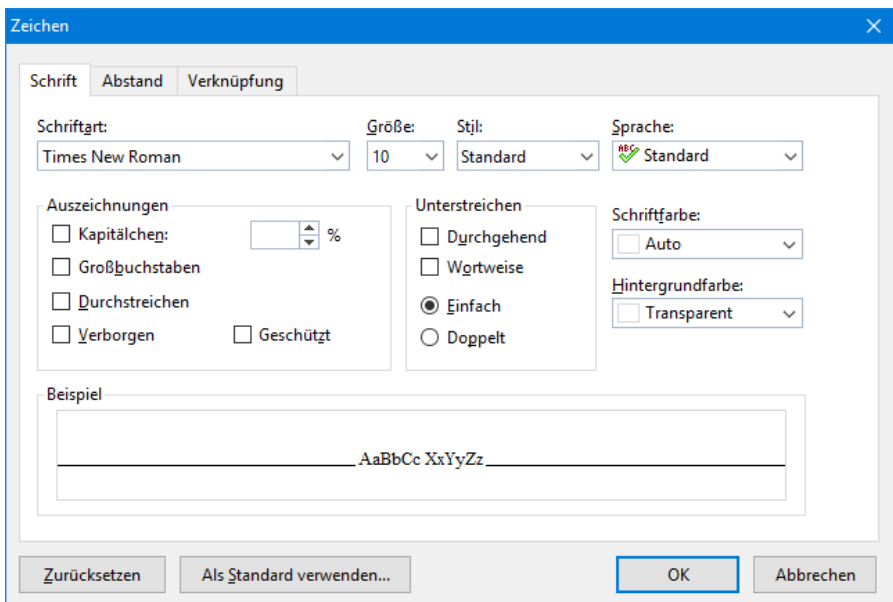 Zeichen
Schrift Abstand Verknüpfung
Schriftart: Größe: Stil: Sprache:
Times New Roman 10 Standard ABC Standard
Auszeichnungen Unterstreichen
Kapitälchen: % Durchgehend Schriftfarbe:
Großbuchstaben Wortweise Auto
Durchstreichen Einfach Hintergrundfarbe:
Verborgen Geschützt Doppelt Transparent
Beispiel
AaBbCc XxYyZz
Zurücksetzen Als Standard verwenden... OK Abbrechen